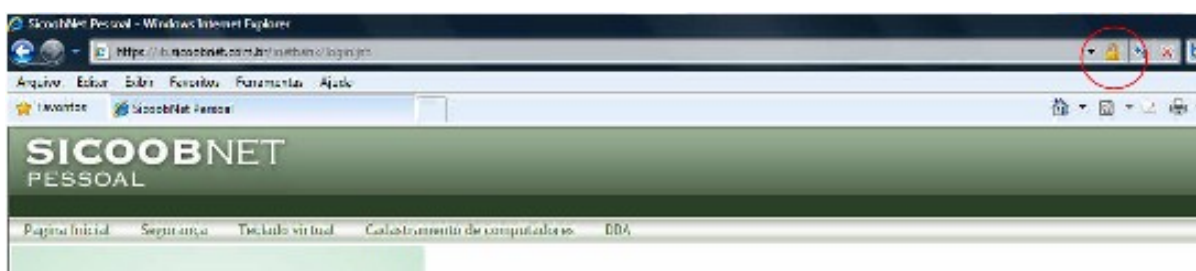 SicoobNet Pessoal - Windows Internet Explorer
Arquivo Editar Exibir Favoritos Ferramentas Ajuda
Favoritos SicoobNet Pessoal
SICOOBNET
PESSOAL
Pagina Inicial Segurança Teclado virtual Cadastramento de computadores DDA